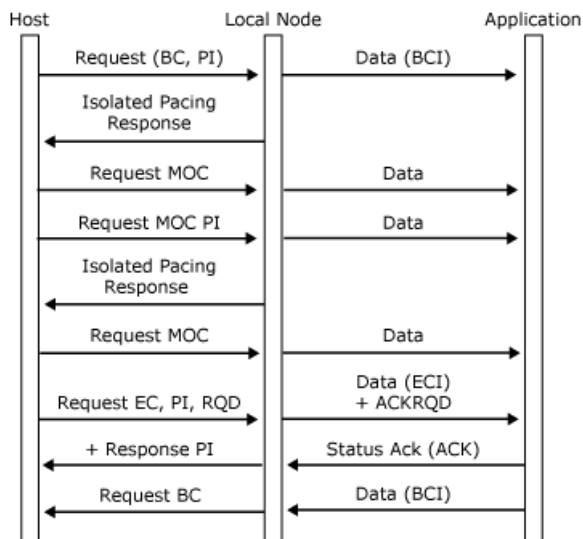 Host Local Node Application
Request (BC, PI) Data (BCI)
Isolated Pacing
Response
Request MOC Data
Request MOC PI Data
Isolated Pacing
Response
Request MOC Data
Data (ECI)
Request EC, PI, RQD + ACKRQD
+ Response PI Status Ack (ACK)
Request BC Data (BCI)